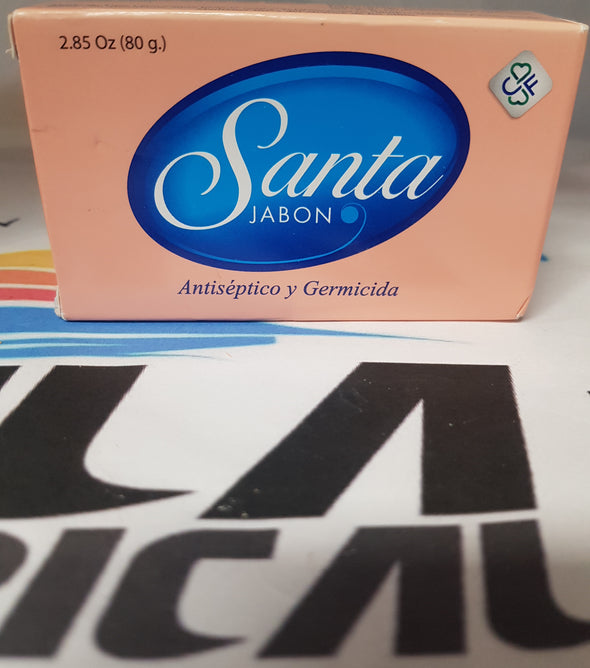 2.85 Oz (80 g.)
Santa
JABON
Antiséptico y Germicida